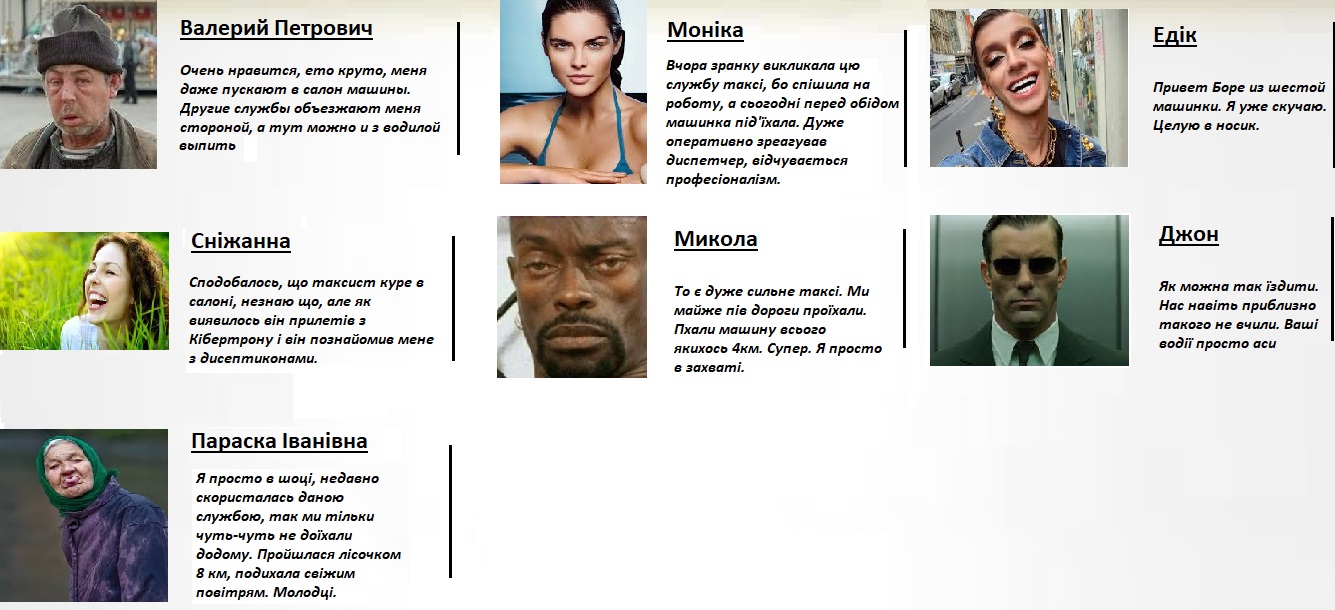 Валерий Петрович
Очень нравится, ето круто, меня
даже пускают в салон машины.
Другие службы объезжают меня
стороной, а тут можно и з водилой
выпить
Моніка
Вчора зранку викликала цю
службу таксі, бо спішила на
роботу, а сьогодні перед обідом
машинка під'їхала. Дуже
оперативно зреагував
диспетчер, відчувається
професіоналізм.
Едік
Привет Боре из шестой
машинки. Я уже скучаю.
Целую в носик.
Сніжанна
Сподобалось, що таксист куре в
салоні, незнаю що, але як
виявилось він прилетів з
Кібертрону і він познайомив мене
з дисептиконами.
Микола
То є дуже сильне таксі. Ми
майже пів дороги проїхали.
Пхали машину всього
якихось 4км. Супер. Я просто
в захваті.
Джон
Як можна так їздити.
Нас навіть приблизно
такого не вчили. Ваші
водії просто аси
Параска Іванівна
Я просто в шоці, недавно
скористалась даною
службою, так ми тільки
чуть-чуть не доїхали
додому. Пройшлася лісочком
8 км, подихала свіжим
повітрям. Молодці.